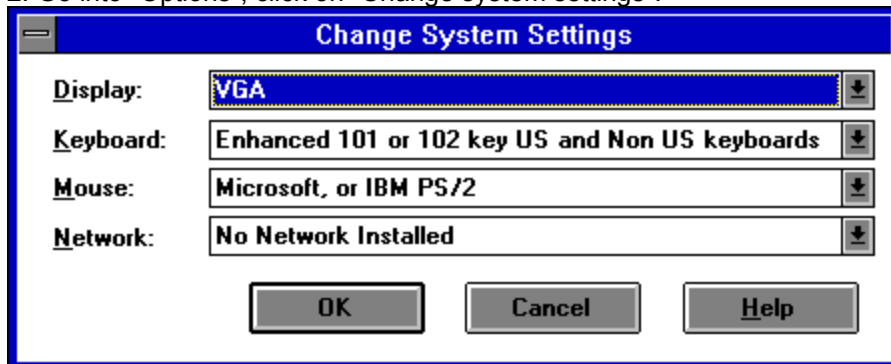 2. Go into "Options", click on "Change system settings".
Change System Settings
Display: VGA
Keyboard: Enhanced 101 or 102 key US and Non US keyboards
Mouse: Microsoft, or IBM PS/2
Network: No Network Installed
OK Cancel Help